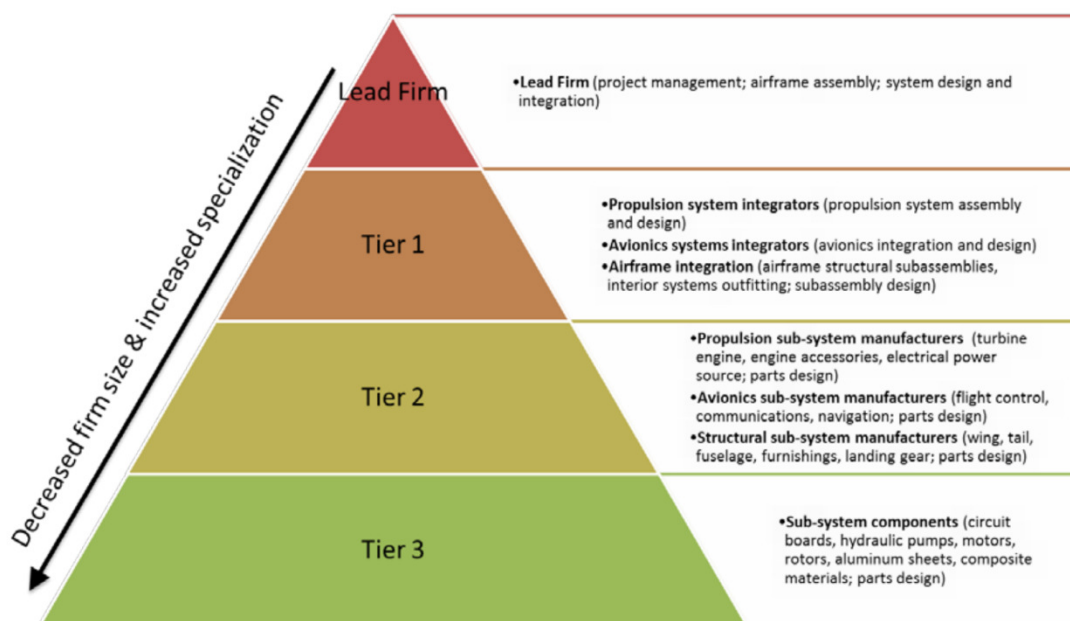 Decreased firm size & increased specialization
Lead Firm
•Lead Firm (project management; airframe assembly; system design and
integration)
Tier 1
•Propulsion system integrators (propulsion system assembly
and design)
•Avionics systems integrators (avionics integration and design)
•Airframe integration (airframe structural subassemblies,
interior systems outfitting; subassembly design)
Tier 2
•Propulsion sub-system manufacturers (turbine
engine, engine accessories, electrical power
source; parts design)
•Avionics sub-system manufacturers (flight control,
communications, navigation; parts design)
•Structural sub-system manufacturers (wing, tail,
fuselage, furnishings, landing gear; parts design)
Tier 3
•Sub-system components (circuit
boards, hydraulic pumps, motors,
rotors, aluminum sheets, composite
materials; parts design)